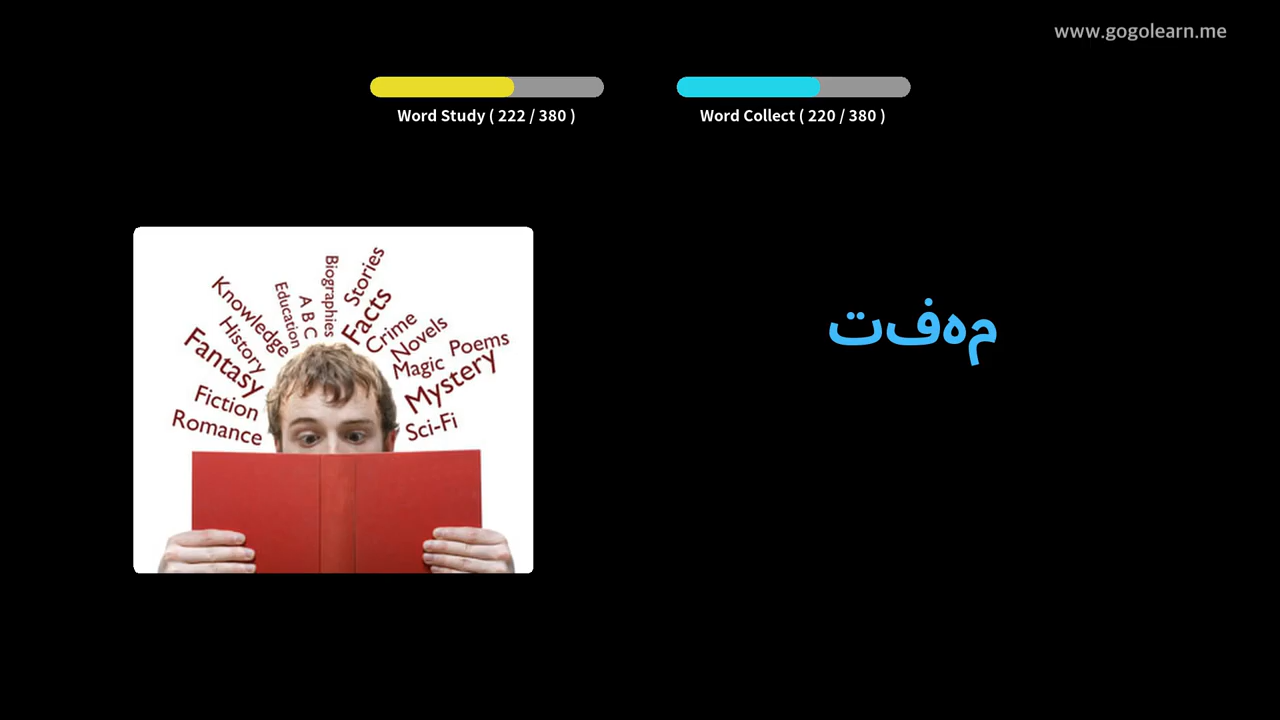 www.gogolearn.me
Word Study ( 222 / 380 )
Word Collect ( 220 / 380 )
Romance
Fiction
Fantasy
History
Knowledge
Education
A B C
Biographies
Stories
Facts
Crime
Novels
Magic
Poems
Mystery
Sci-Fi
تفهم